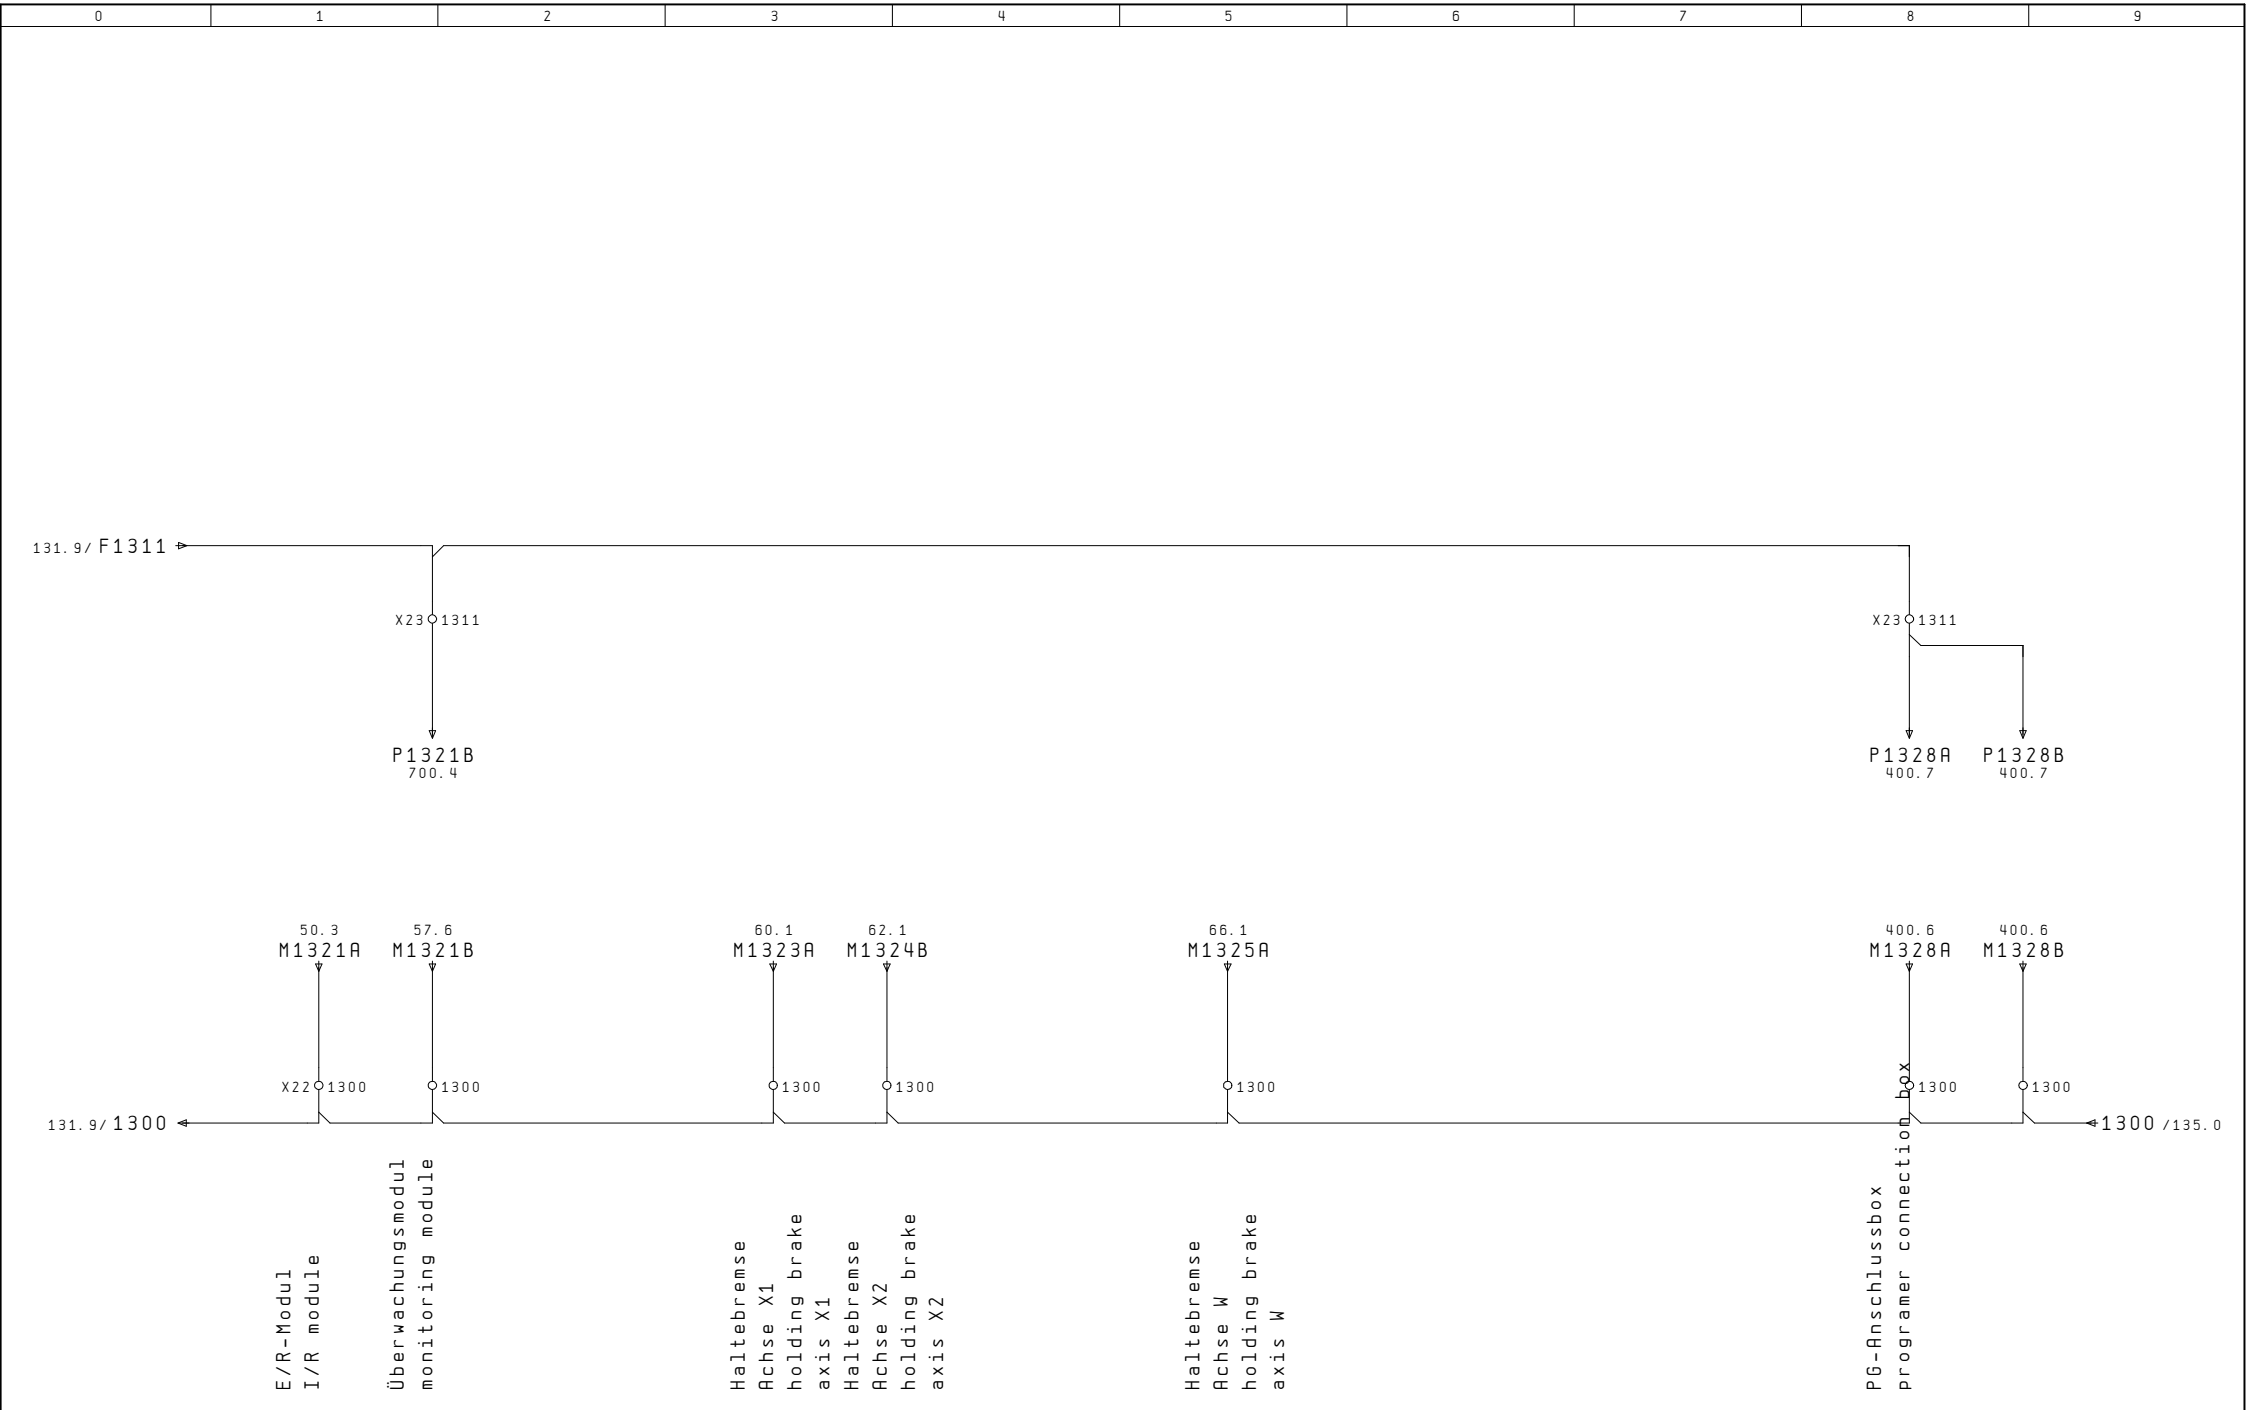 0 1 2 3 4 5 6 7 8 9
131.9/ F1311
X23 1311 X23 1311
P1321B P1328A P1328B
700.4 400.7 400.7
50.3 57.6 60.1 62.1 66.1 400.6 400.6
M1321A M1321B M1323A M1324B M1325A M1328A M1328B
X22 1300 1300 1300 1300 1300 1300 1300
131.9/ 1300 1300 /135.0
E/R-Modul
I/R module
Überwachungsmodul
monitoring module
Haltebremse
Achse X1
holding brake
axis X1
Haltebremse
Achse X2
holding brake
axis X2
Haltebremse
Achse W
holding brake
axis W
PG-Anschlussbox
programer connection box